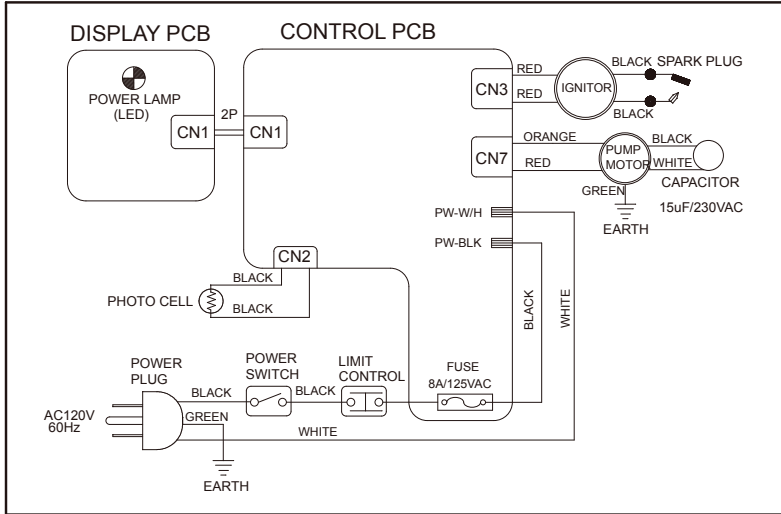 DISPLAY PCB
CONTROL PCB
POWER LAMP
(LED)
CN1
2P
CN1
CN3
RED
RED
IGNITOR
BLACK
SPARK PLUG
BLACK
CN7
ORANGE
RED
PUMP
MOTOR
BLACK
WHITE
CAPACITOR
15uF/230VAC
GREEN
EARTH
PW-W/H
PW-BLK
CN2
BLACK
BLACK
PHOTO CELL
BLACK
WHITE
POWER
PLUG
POWER
SWITCH
LIMIT
CONTROL
FUSE
8A/125VAC
BLACK
BLACK
AC120V
60Hz
GREEN
WHITE
EARTH